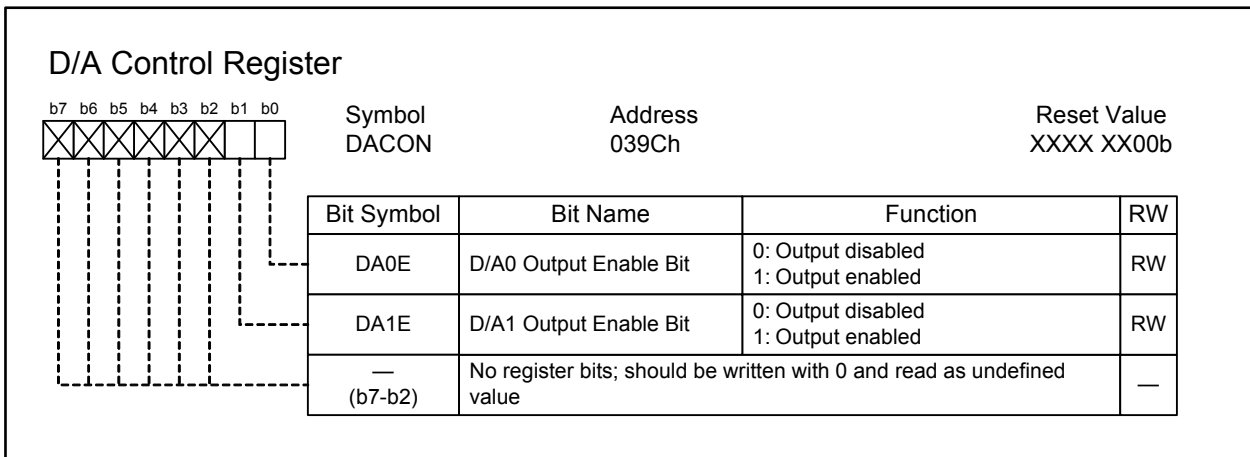 D/A Control Register
b7 b6 b5 b4 b3 b2 b1 b0
Symbol Address Reset Value
DACON 039Ch XXXX XX00b
Bit Symbol Bit Name Function RW
DA0E D/A0 Output Enable Bit 0: Output disabled
1: Output enabled RW
DA1E D/A1 Output Enable Bit 0: Output disabled
1: Output enabled RW
—
(b7-b2) No register bits; should be written with 0 and read as undefined
value —